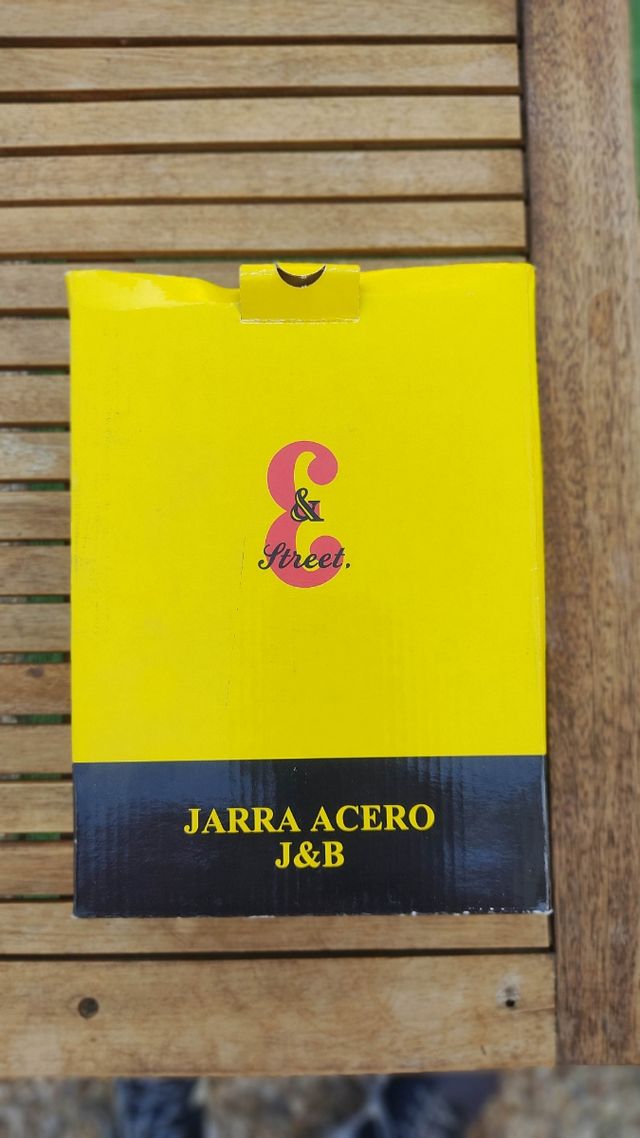 &
Street.
JARRA ACERO
J&B